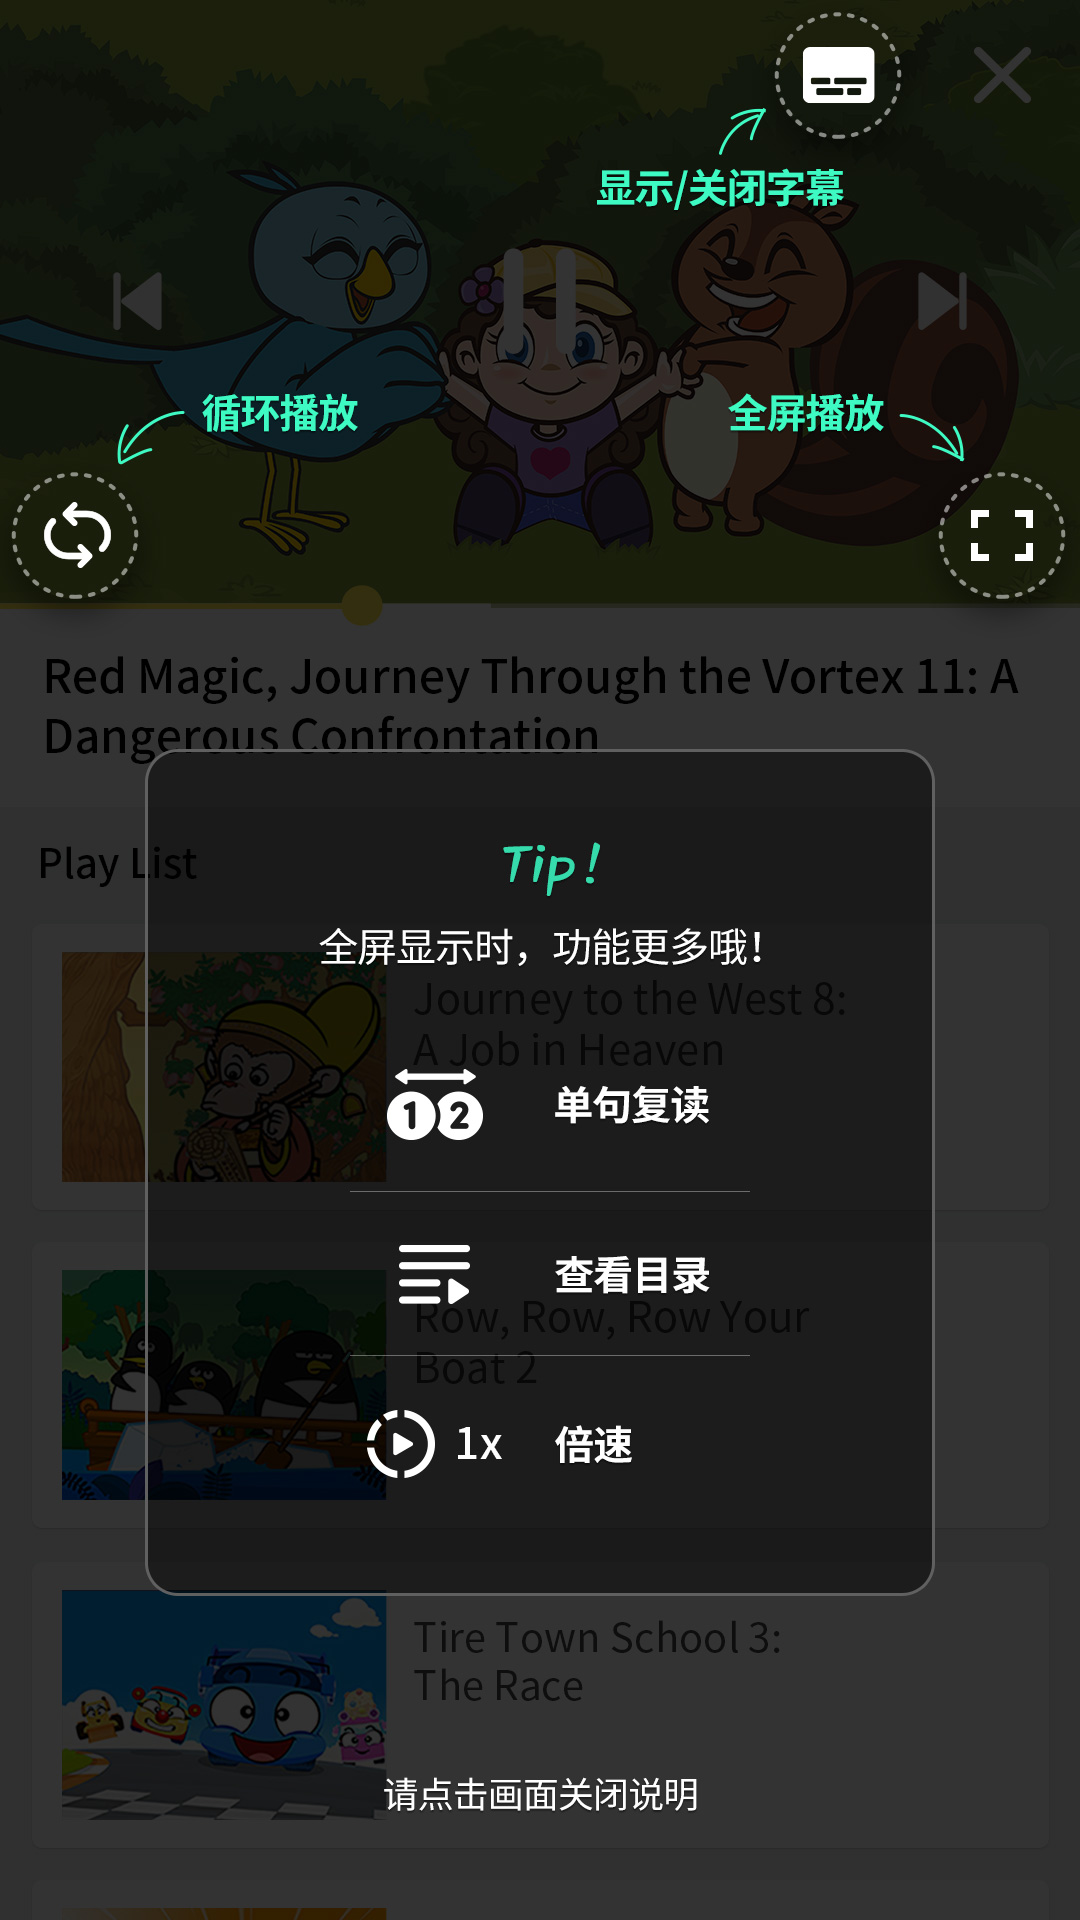 显示/关闭字幕
循环播放
全屏播放
Red Magic, Journey Through the Vortex 11: A
Dangerous Confrontation
Play List
Tip!
全屏显示时，功能更多哦！
Journey to the West 8:
A Job in Heaven
1 2
单句复读
查看目录
Row, Row, Row Your
Boat 2
1x
倍速
Tire Town School 3:
The Race
请点击画面关闭说明